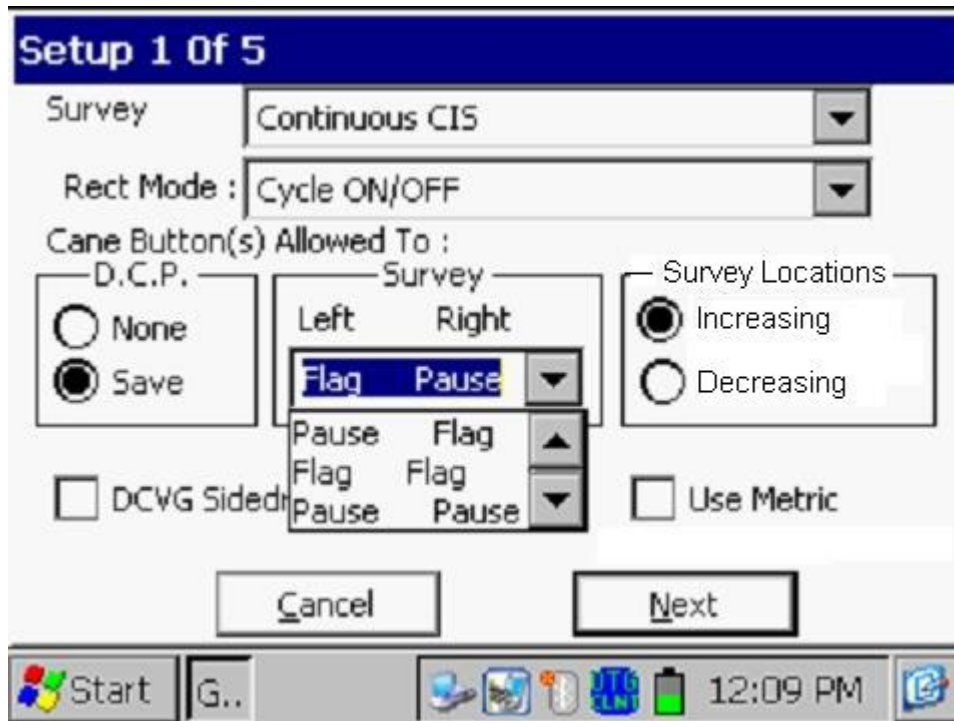 Setup 1 Of 5
Survey
Continuous CIS
Rect Mode : Cycle ON/OFF
Cane Button(s) Allowed To :
D.C.P.
None
Save
Survey
Left Right
Flag Pause
Pause Flag
Flag Flag
Pause Pause
Survey Locations
Increasing
Decreasing
DCVG
Use Metric
Cancel
Next
Start G.. UTG CLNT 12:09 PM